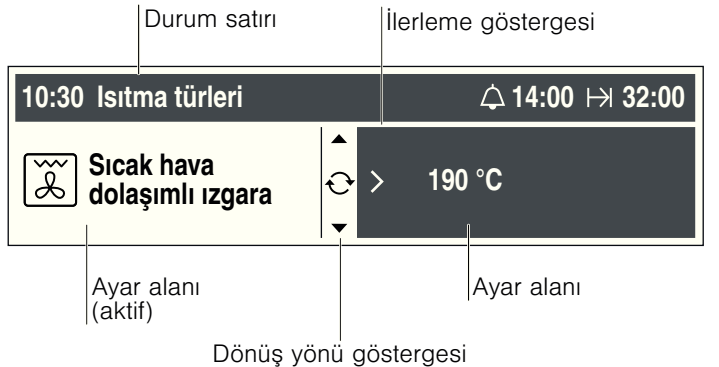 Durum satırı
İlerleme göstergesi
10:30 Isıtma türleri 14:00 32:00
Sıcak hava
dolaşımlı ızgara
190 °C
Ayar alanı
(aktif)
Ayar alanı
Dönüş yönü göstergesi